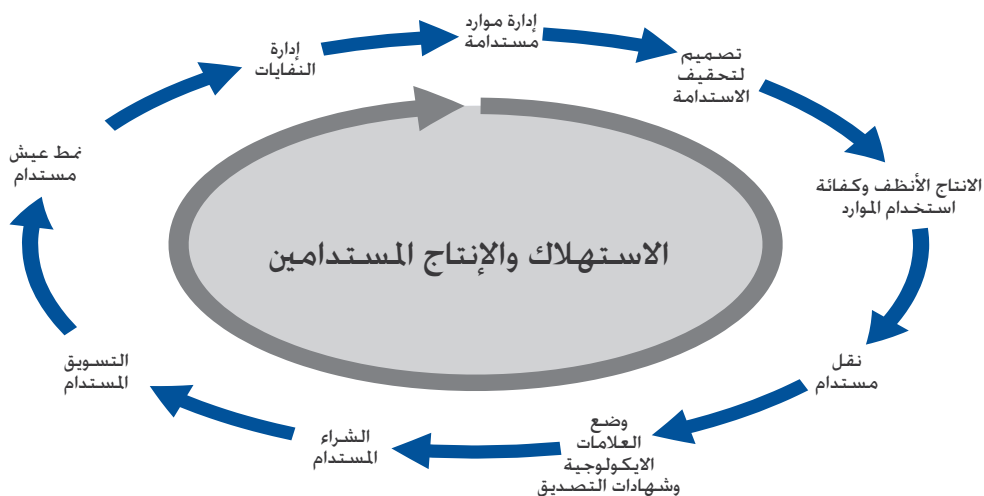 إدارة موارد
مستدامة
تصميم
لتحقيف
الاستدامة
الانتاج الأنظف وكفائة
استخدام الموارد
نقل
مستدام
وضع
العلامات
الايكولوجية
وشهادات التصديق
الشراء
المستدام
التسويق
المستدام
نمط عيش
مستدام
إدارة
النفايات
الاستهلاك والإنتاج المستدامين